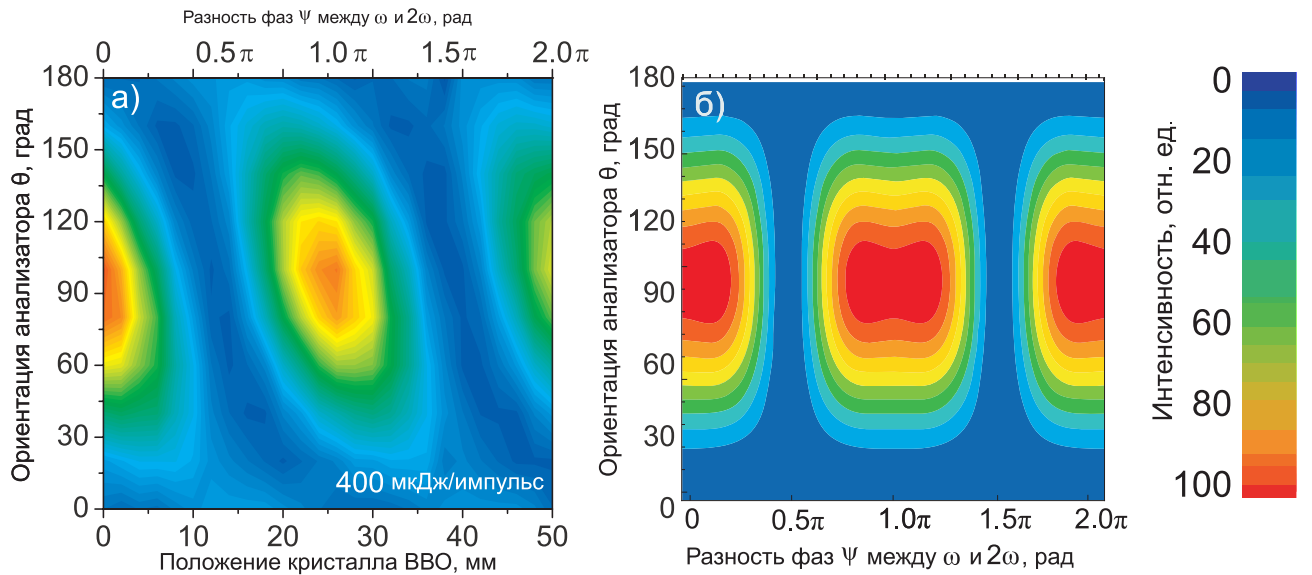 Разность фаз ψ между ω и 2ω, рад
0 0.5π 1.0π 1.5π 2.0π
а)
Ориентация анализатора θ, град
180
150
120
90
60
30
0
400 мкДж/импульс
0 10 20 30 40 50
Положение кристалла BBO, мм
б)
Ориентация анализатора θ, град
180
150
120
90
60
30
0
0 0.5π 1.0π 1.5π 2.0π
Разность фаз ψ между ω и 2ω, рад
Интенсивность, отн. ед.
0
20
40
60
80
100